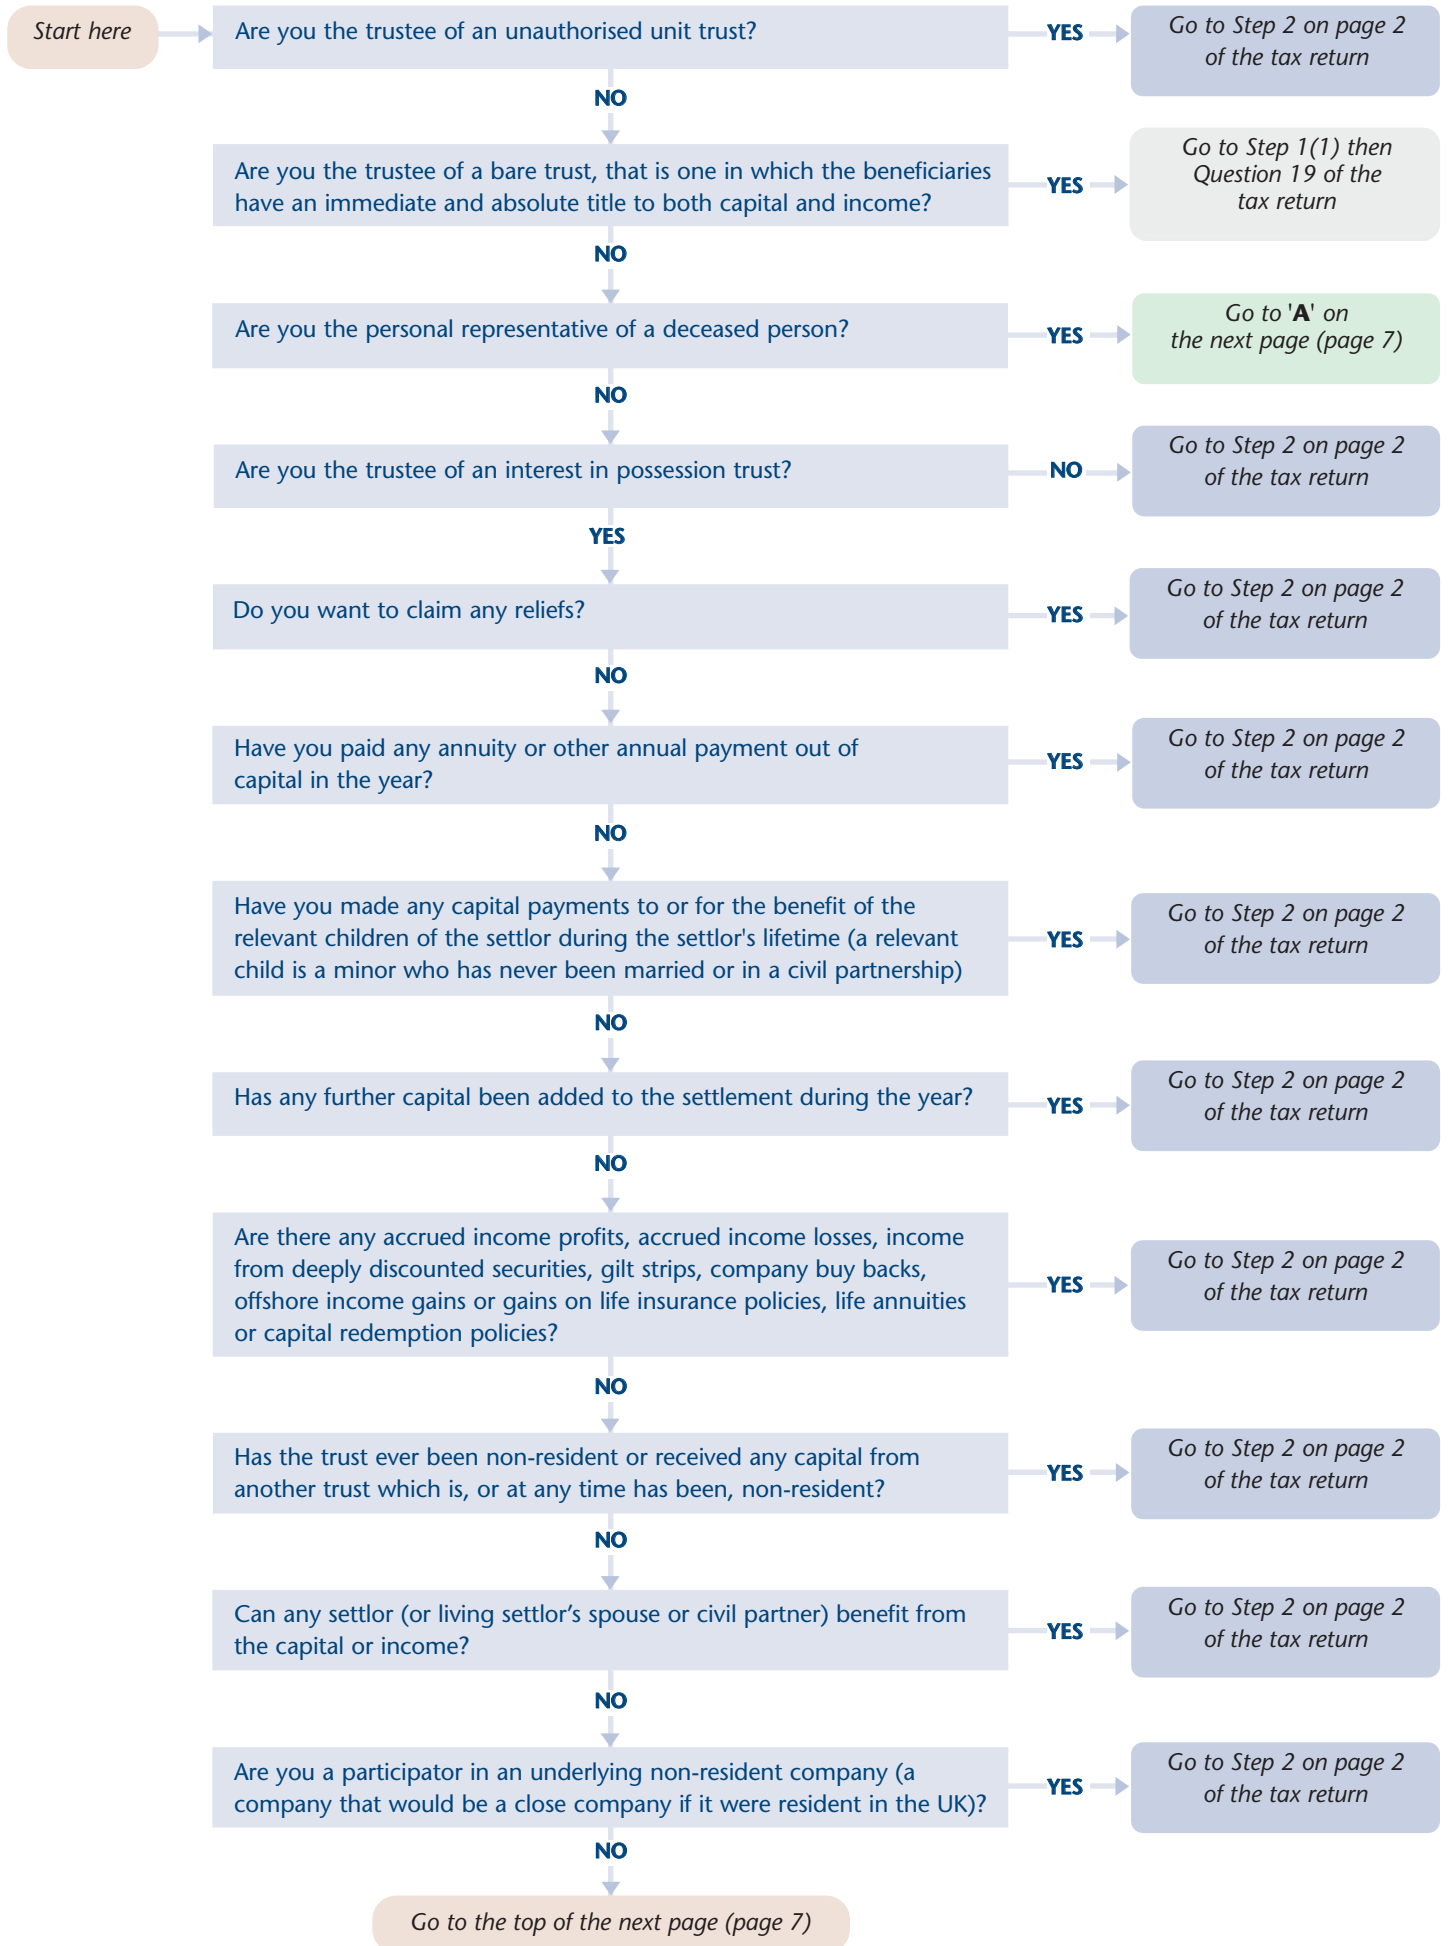 Start here
Are you the trustee of an unauthorised unit trust?
YES
Go to Step 2 on page 2
of the tax return
NO
Are you the trustee of a bare trust, that is one in which the beneficiaries
have an immediate and absolute title to both capital and income?
YES
Go to Step 1(1) then
Question 19 of the
tax return
NO
Are you the personal representative of a deceased person?
YES
Go to 'A' on
the next page (page 7)
NO
Are you the trustee of an interest in possession trust?
NO
Go to Step 2 on page 2
of the tax return
YES
Do you want to claim any reliefs?
YES
Go to Step 2 on page 2
of the tax return
NO
Have you paid any annuity or other annual payment out of
capital in the year?
YES
Go to Step 2 on page 2
of the tax return
NO
Have you made any capital payments to or for the benefit of the
relevant children of the settlor during the settlor's lifetime (a relevant
child is a minor who has never been married or in a civil partnership)
YES
Go to Step 2 on page 2
of the tax return
NO
Has any further capital been added to the settlement during the year?
YES
Go to Step 2 on page 2
of the tax return
NO
Are there any accrued income profits, accrued income losses, income
from deeply discounted securities, gilt strips, company buy backs,
offshore income gains or gains on life insurance policies, life annuities
or capital redemption policies?
YES
Go to Step 2 on page 2
of the tax return
NO
Has the trust ever been non-resident or received any capital from
another trust which is, or at any time has been, non-resident?
YES
Go to Step 2 on page 2
of the tax return
NO
Can any settlor (or living settlor’s spouse or civil partner) benefit from
the capital or income?
YES
Go to Step 2 on page 2
of the tax return
NO
Are you a participator in an underlying non-resident company (a
company that would be a close company if it were resident in the UK)?
YES
Go to Step 2 on page 2
of the tax return
NO
Go to the top of the next page (page 7)